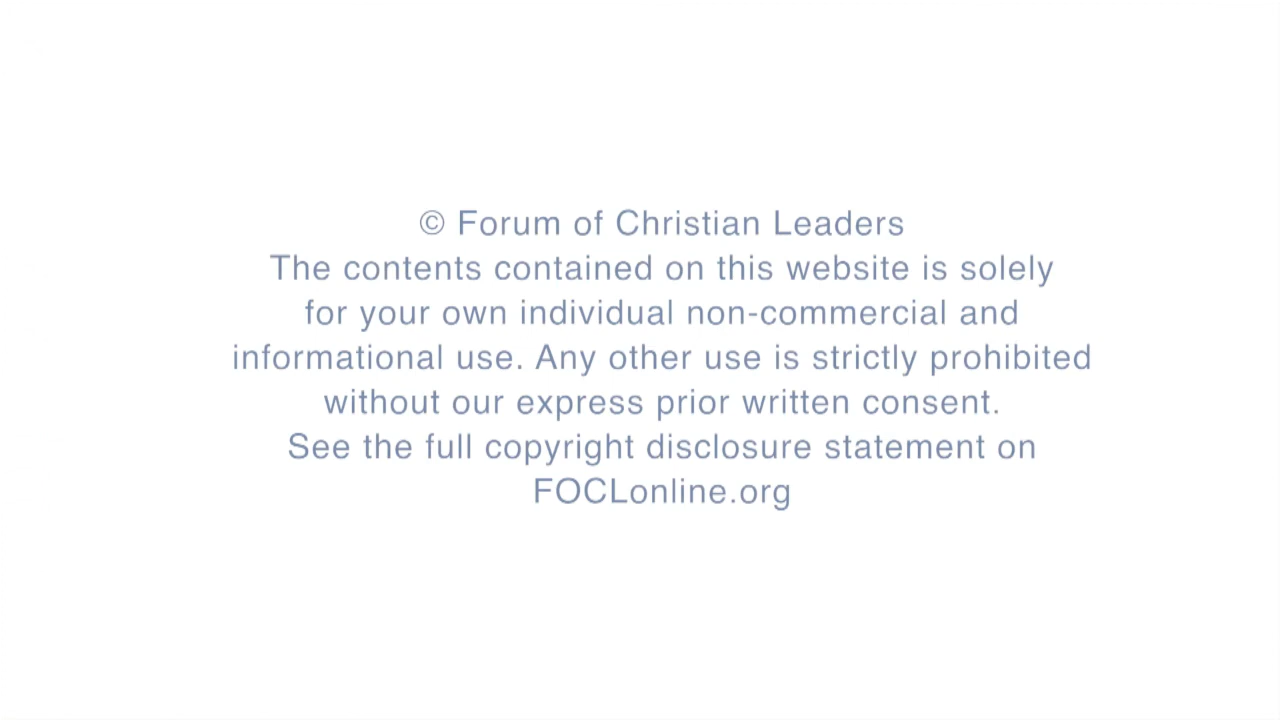 © Forum of Christian Leaders
The contents contained on this website is solely
for your own individual non-commercial and
informational use. Any other use is strictly prohibited
without our express prior written consent.
See the full copyright disclosure statement on
FOCLonline.org